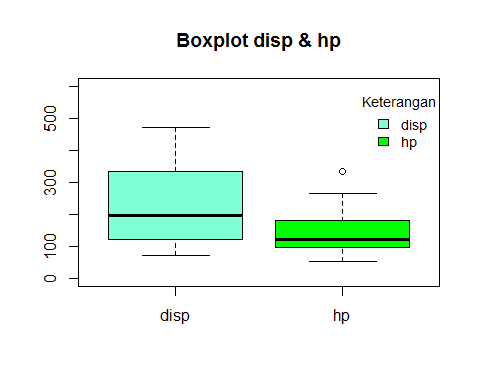 Boxplot disp & hp
Keterangan
disp
hp
500
300
100
0
disp
hp